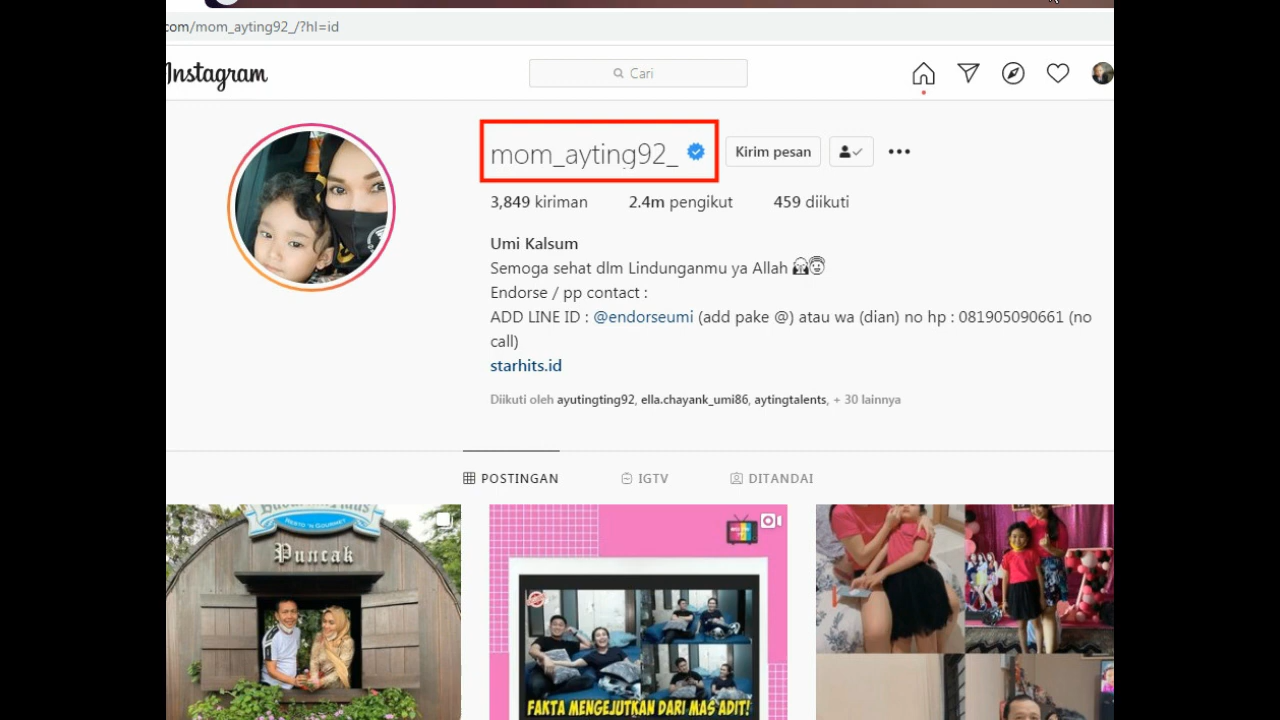 com/mom_ayting92_/?hl=id
Instagram
Cari
mom_ayting92_
Kirim pesan
3,849 kiriman 2.4m pengikut 459 diikuti
Umi Kalsum
Semoga sehat dlm Lindunganmu ya Allah
Endorse / pp contact :
ADD LINE ID : @endorseumi (add pake @) atau wa (dian) no hp : 081905090661 (no
call)
starhits.id
Diikuti oleh ayutingting92, ella.chayank_umi86, aytingtalents, + 30 lainnya
POSTINGAN IGTV DITANDAI
RESTO 'N GOURMET
Puncak
FAKTA MENGEJUTKAN DARI MAS ADIT!